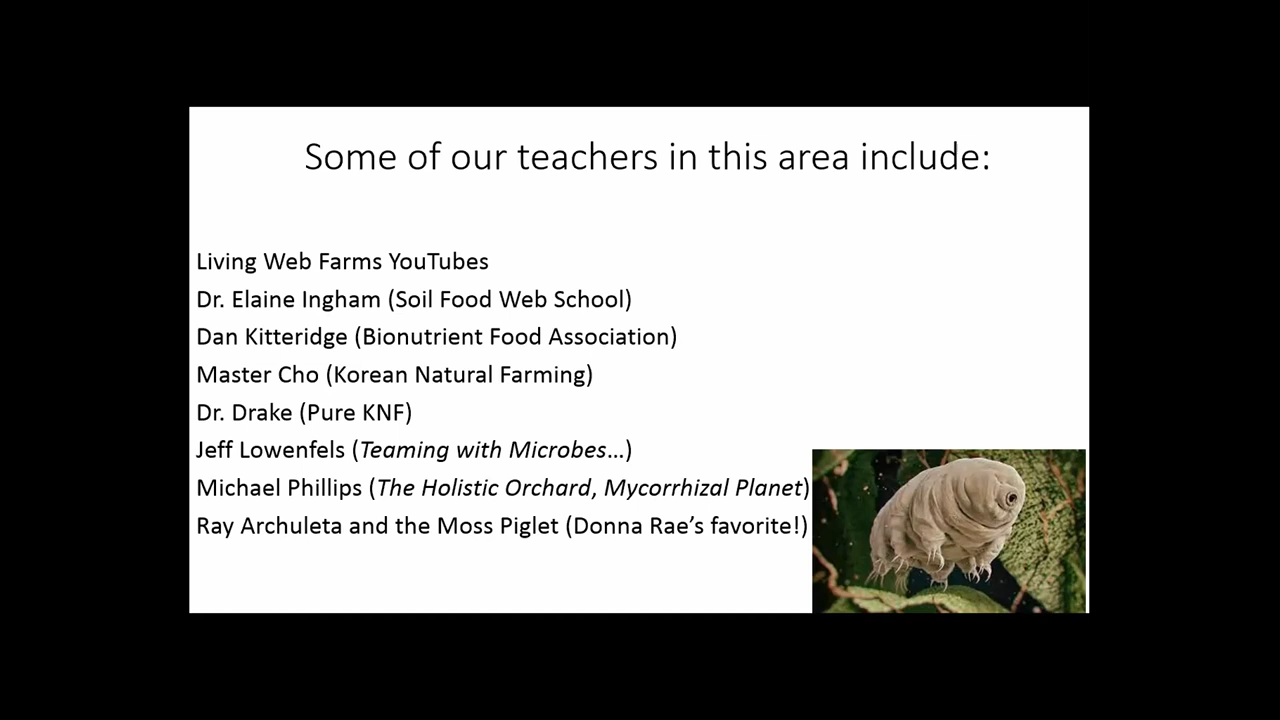 Some of our teachers in this area include:
Living Web Farms YouTubes
Dr. Elaine Ingham (Soil Food Web School)
Dan Kitteridge (Bionutrient Food Association)
Master Cho (Korean Natural Farming)
Dr. Drake (Pure KNF)
Jeff Lowenfels (Teaming with Microbes…)
Michael Phillips (The Holistic Orchard, Mycorrhizal Planet)
Ray Archuleta and the Moss Piglet (Donna Rae’s favorite!)